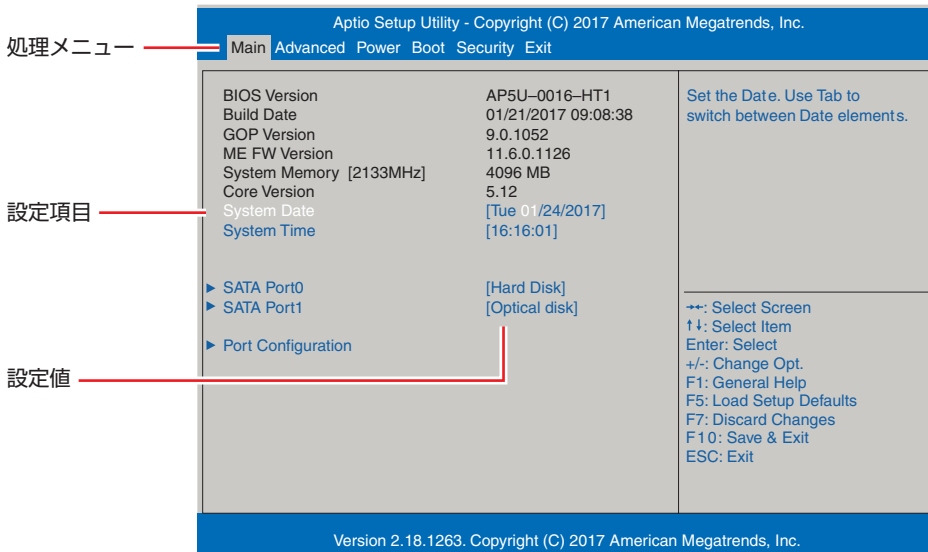 Aptio Setup Utility - Copyright (C) 2017 American Megatrends, Inc.
処理メニュー
Main Advanced Power Boot Security Exit
BIOS Version AP5U–0016–HT1
Build Date 01/21/2017 09:08:38
GOP Version 9.0.1052
ME FW Version 11.6.0.1126
System Memory [2133MHz] 4096 MB
Core Version 5.12
設定項目
System Date [Tue 01/24/2017]
System Time [16:16:01]
▶ SATA Port0 [Hard Disk]
▶ SATA Port1 [Optical disk]
▶ Port Configuration
設定値
Set the Date. Use Tab to
switch between Date elements.
→←: Select Screen
↑↓: Select Item
Enter: Select
+/-: Change Opt.
F1: General Help
F5: Load Setup Defaults
F7: Discard Changes
F10: Save & Exit
ESC: Exit
Version 2.18.1263. Copyright (C) 2017 American Megatrends, Inc.